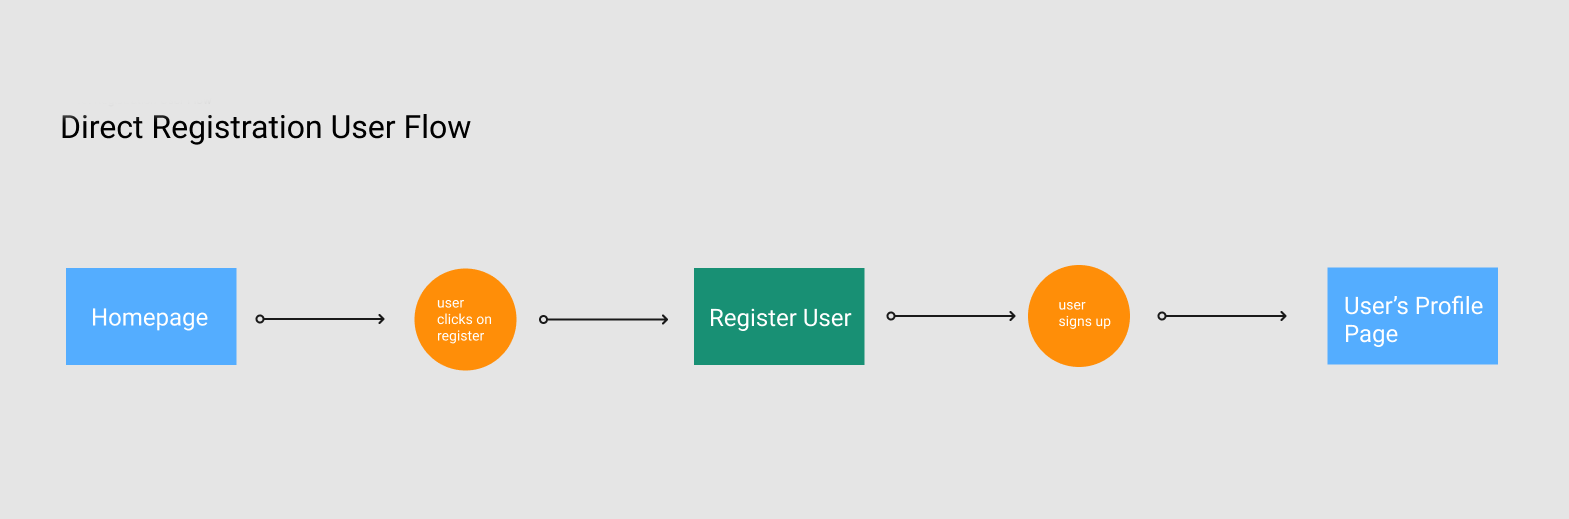 Direct Registration User Flow
Homepage
user
clicks on
register
Register User
user
signs up
User’s Profile
Page